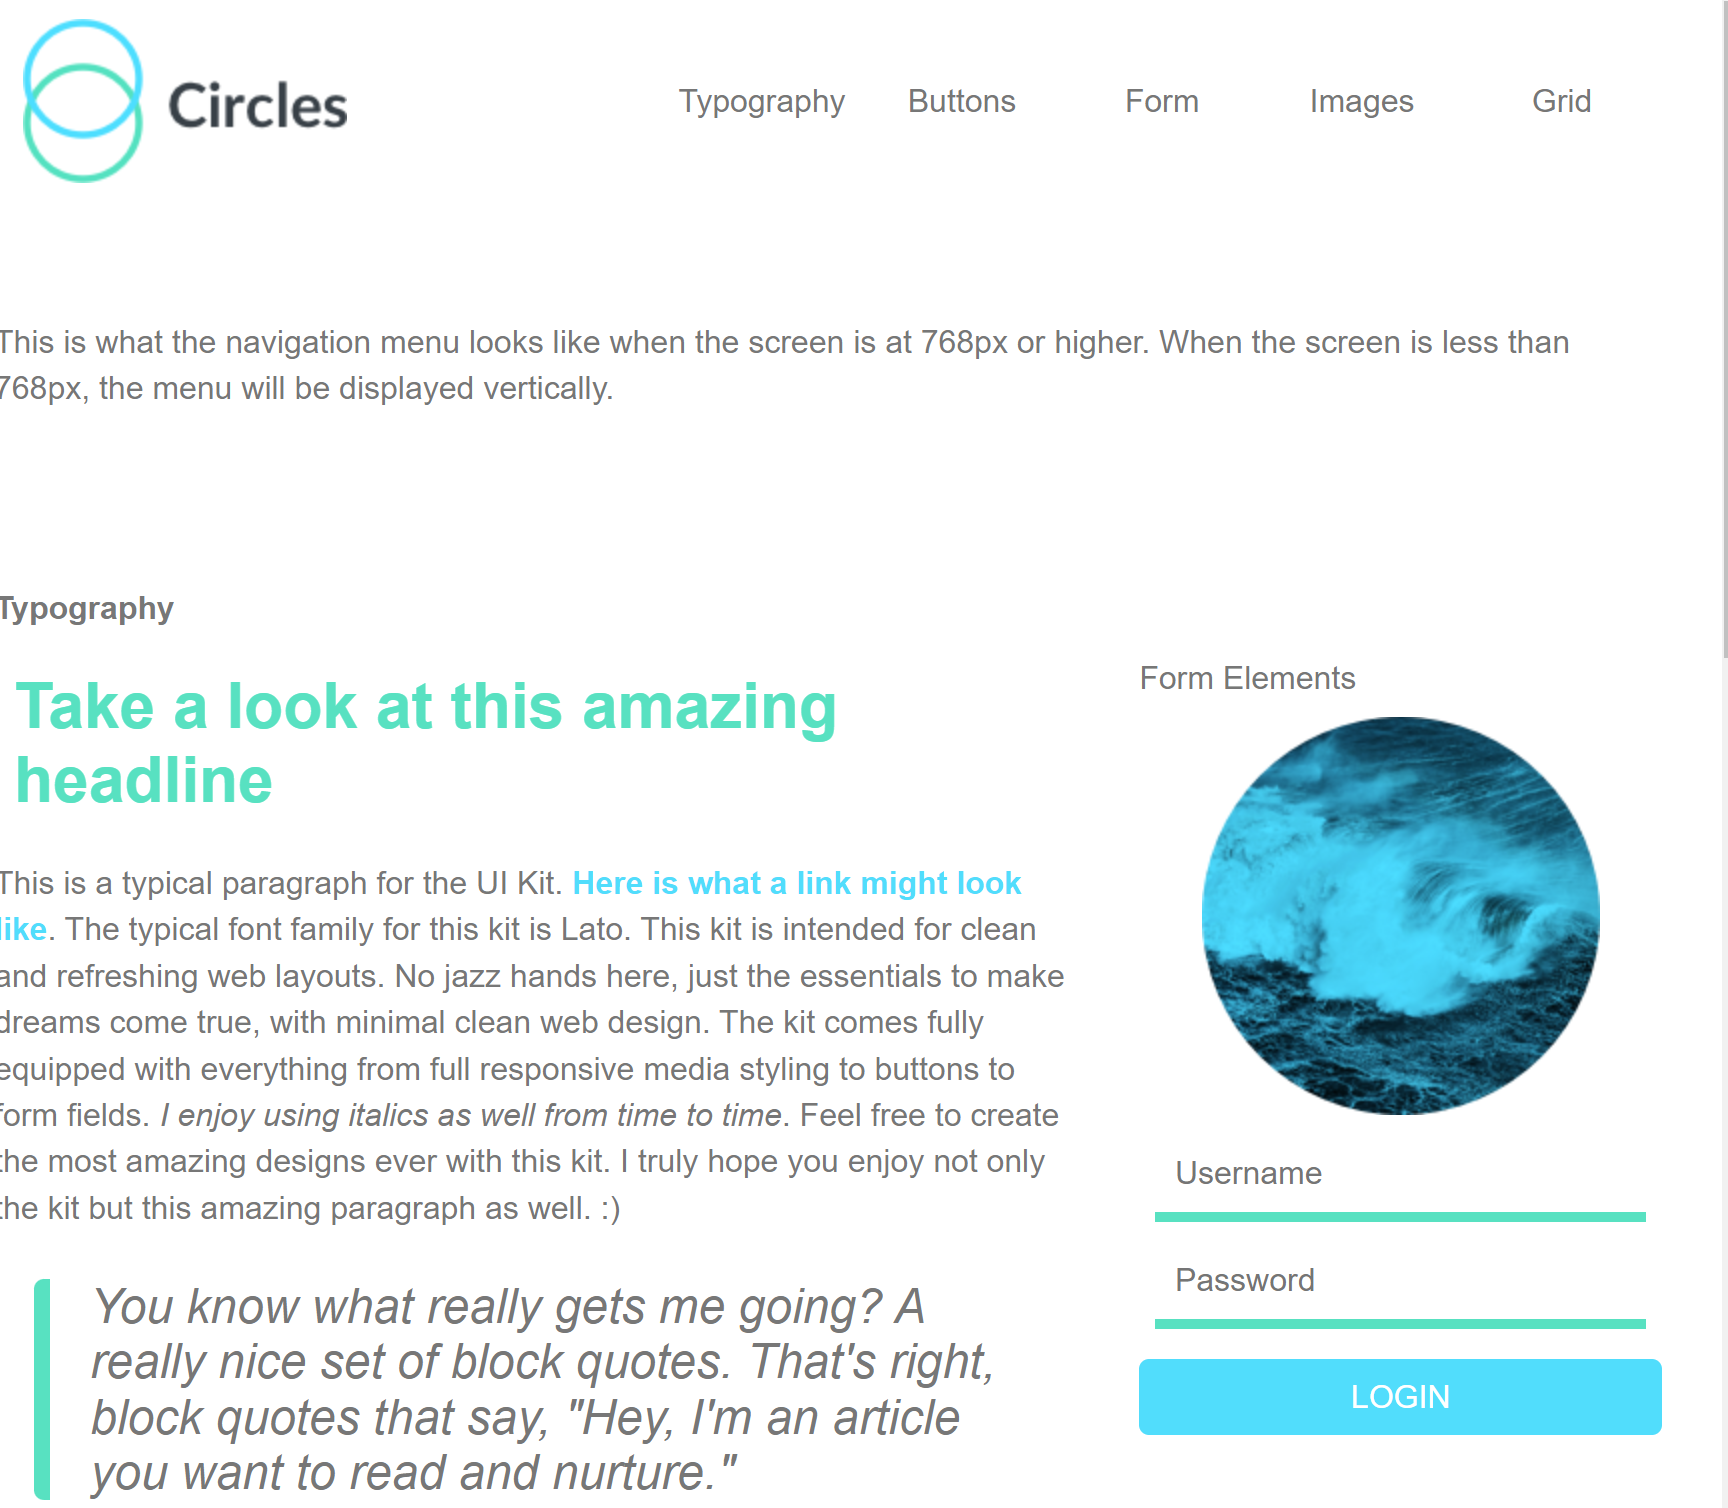 Circles
Typography Buttons Form Images Grid
This is what the navigation menu looks like when the screen is at 768px or higher. When the screen is less than
768px, the menu will be displayed vertically.
Typography
Take a look at this amazing
headline
This is a typical paragraph for the UI Kit. Here is what a link might look
like. The typical font family for this kit is Lato. This kit is intended for clean
and refreshing web layouts. No jazz hands here, just the essentials to make
dreams come true, with minimal clean web design. The kit comes fully
equipped with everything from full responsive media styling to buttons to
form fields. I enjoy using italics as well from time to time. Feel free to create
the most amazing designs ever with this kit. I truly hope you enjoy not only
the kit but this amazing paragraph as well. :)
You know what really gets me going? A
really nice set of block quotes. That's right,
block quotes that say, "Hey, I'm an article
you want to read and nurture."
Form Elements
Username
Password
LOGIN